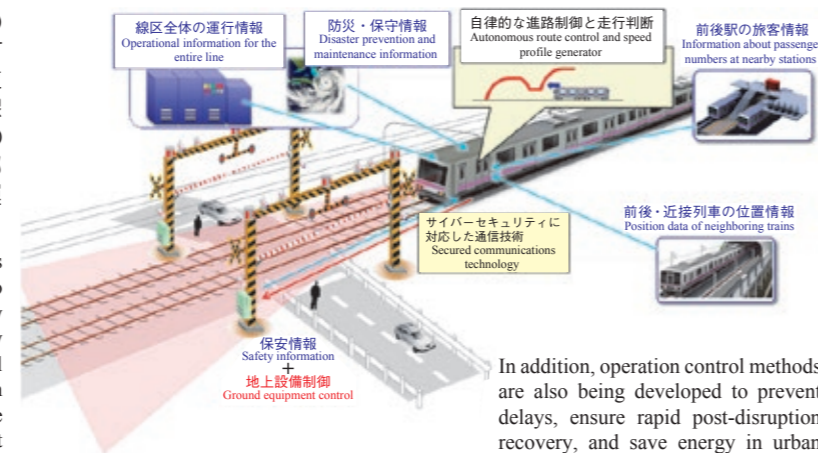 線区全体の運行情報
Operational information for the
entire line
防災・保守情報
Disaster prevention and
maintenance information
自律的な進路制御と走行判断
Autonomous route control and speed
profile generator
前後駅の旅客情報
Information about passenger
numbers at nearby stations
サイバーセキュリティに
対応した通信技術
Secured communications
technology
前後・近接列車の位置情報
Position data of neighboring trains
保安情報
Safety information
+
地上設備制御
Ground equipment control
In addition, operation control methods
are also being developed to prevent
delays, ensure rapid post-disruption
recovery, and save energy in urban